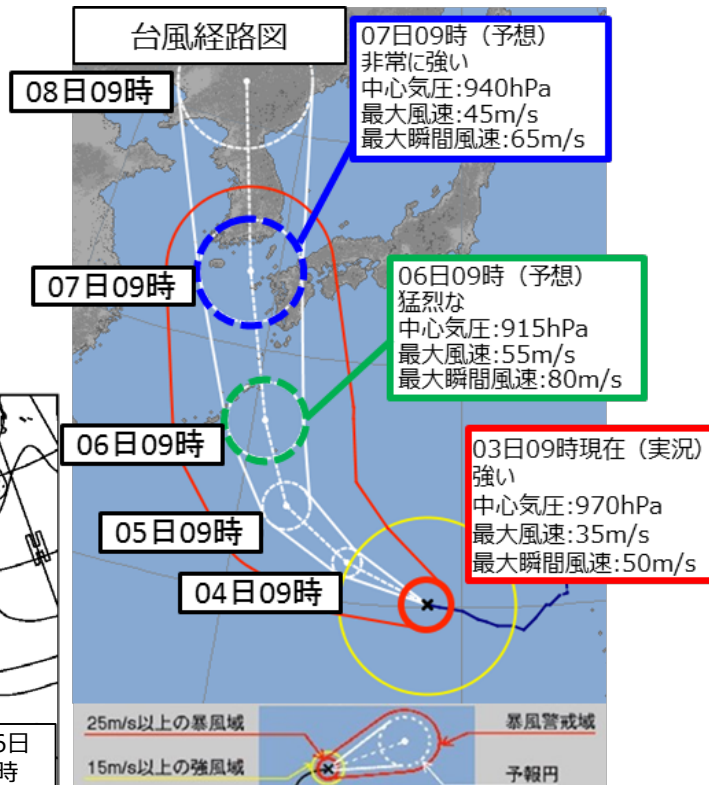 台風経路図
07日09時（予想）
非常に強い
中心気圧:940hPa
最大風速:45m/s
最大瞬間風速:65m/s
08日09時
07日09時
06日09時（予想）
猛烈な
中心気圧:915hPa
最大風速:55m/s
最大瞬間風速:80m/s
06日09時
03日09時現在（実況）
強い
中心気圧:970hPa
最大風速:35m/s
最大瞬間風速:50m/s
05日09時
04日09時
25m/s以上の暴風域
暴風警戒域
15m/s以上の強風域
予報円
日
時